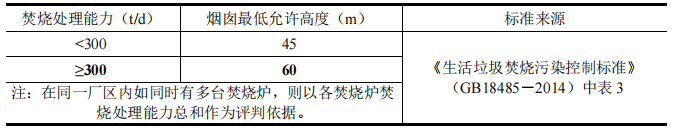 焚烧处理能力（t/d） 烟囱最低允许高度（m） 标准来源
<300 45
≥300 60
《生活垃圾焚烧污染控制标准》
（GB18485－2014）中表 3
注：在同一厂区内如同时有多台焚烧炉，则以各焚烧炉焚
烧处理能力总和作为评判依据。